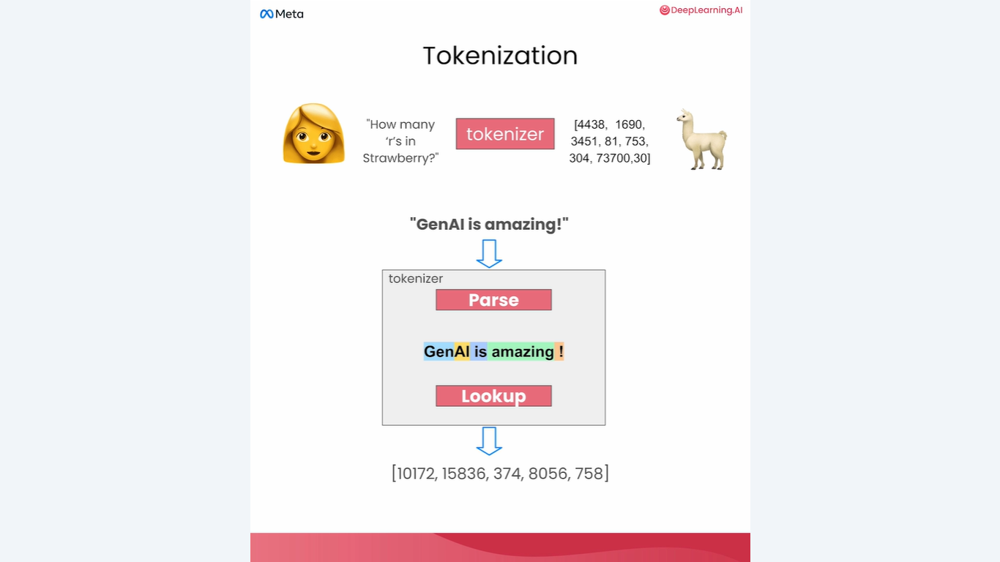 Meta
DeepLearning.AI
Tokenization
"How many
‘r’s in
Strawberry?"
tokenizer
[4438, 1690,
3451, 81, 753,
304, 73700,30]
"GenAI is amazing!"
tokenizer
Parse
GenAI is amazing !
Lookup
[10172, 15836, 374, 8056, 758]